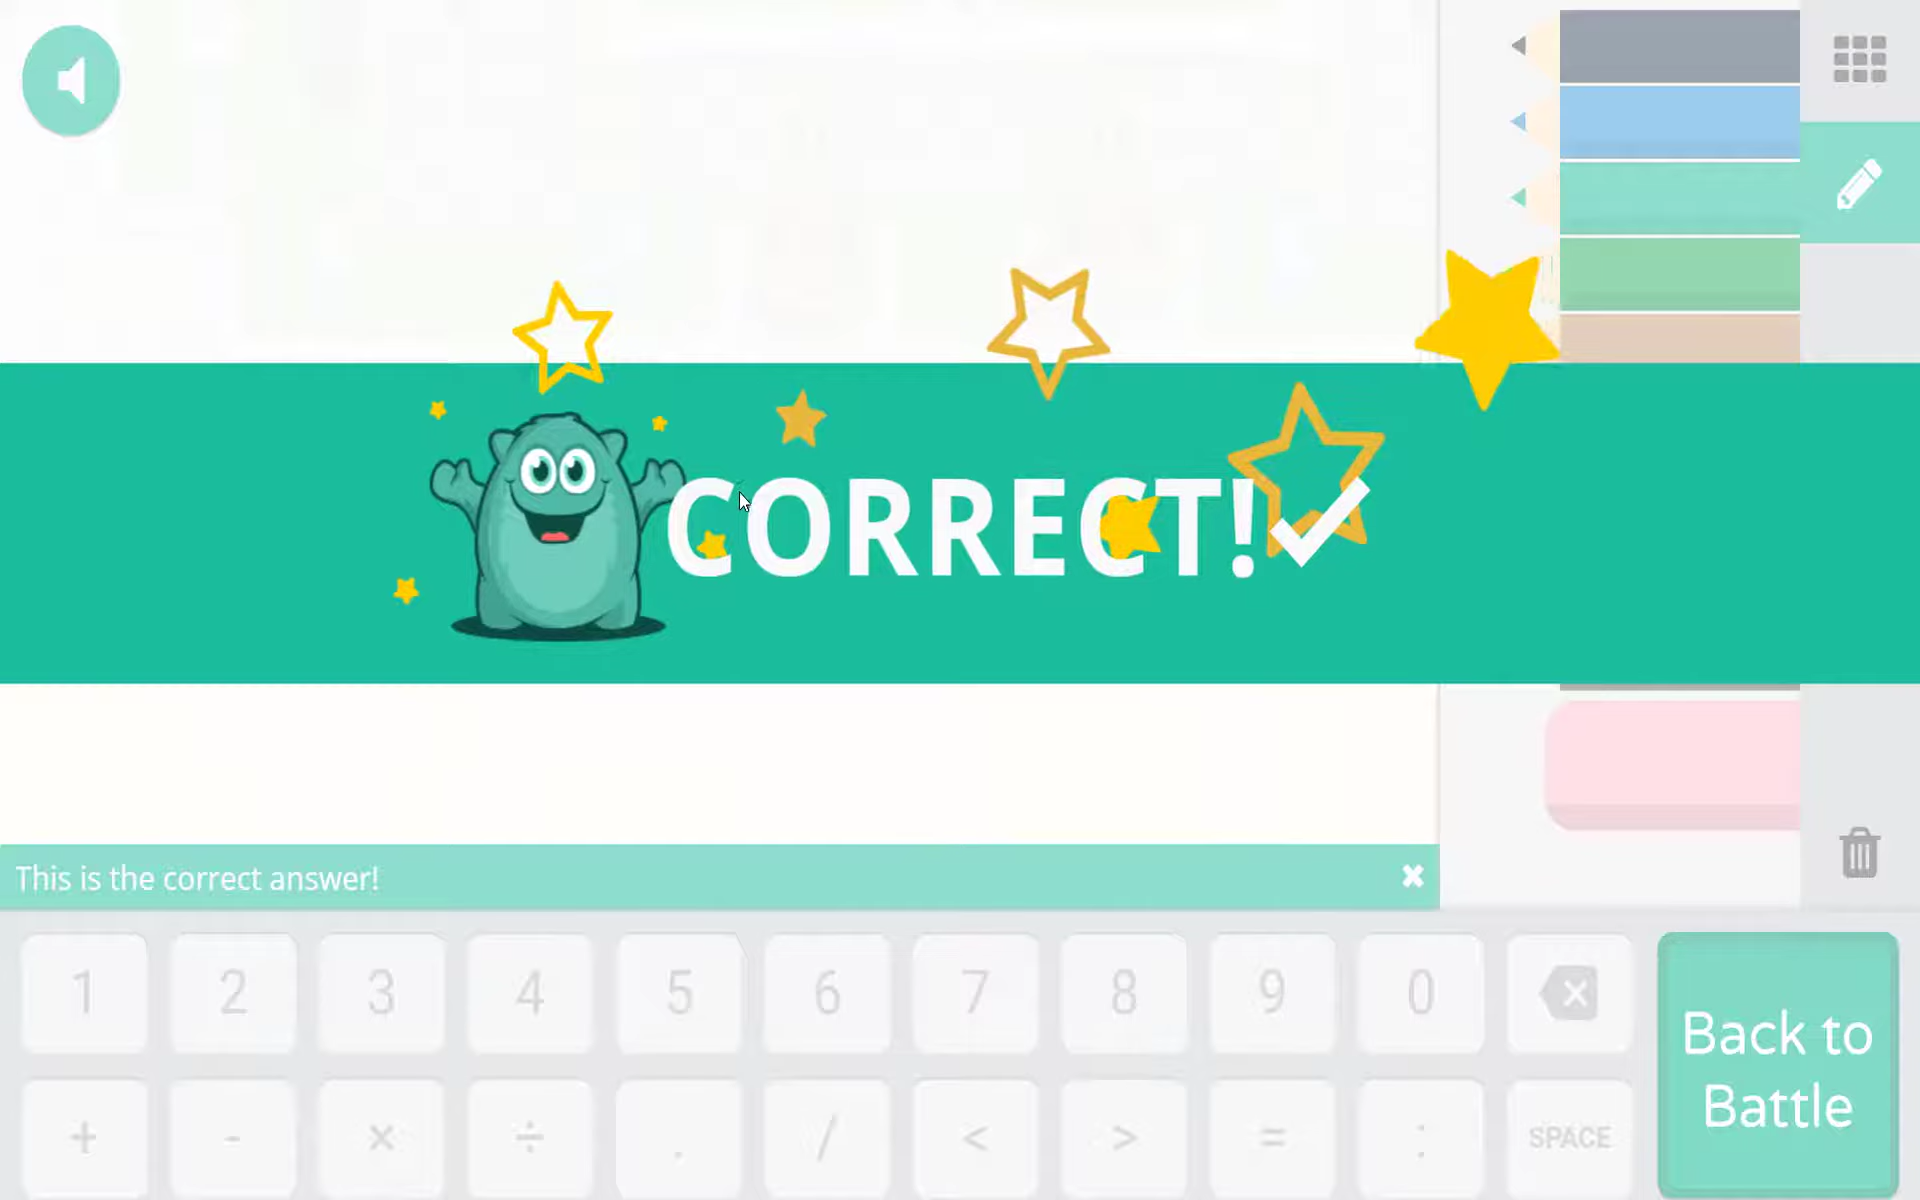 CORRECT!
This is the correct answer!
1 2 3 4 5 6 7 8 9 0
+ - × ÷ . / < > = : SPACE
Back to
Battle